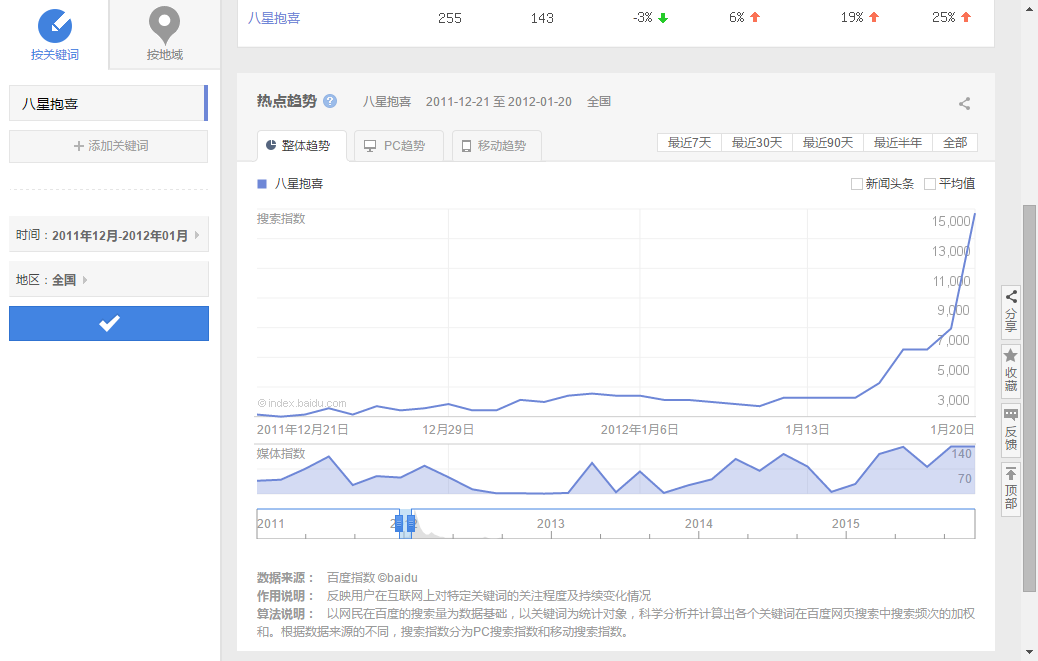 按关键词
按地域
八星抱喜 255 143 -3% 6% 19% 25%
八星抱喜
添加关键词
时间：2011年12月-2012年01月
地区：全国
热点趋势 ? 八星抱喜 2011-12-21 至 2012-01-20 全国
整体趋势 PC趋势 移动趋势
最近7天 最近30天 最近90天 最近半年 全部
八星抱喜
新闻头条 平均值
搜索指数
15,000
13,000
11,000
9,000
7,000
5,000
3,000
©index.baidu.com
2011年12月21日 12月29日 2012年1月6日 1月13日 1月20日
媒体指数
140
70
2011 2013 2014 2015
数据来源： 百度指数 ©baidu
作用说明： 反映用户在互联网上对特定关键词的关注程度及持续变化情况
算法说明： 以网民在百度的搜索量为数据基础，以关键词为统计对象，科学分析并计算出各个关键词在百度网页搜索中搜索频次的加权
和。根据数据来源的不同，搜索指数分为PC搜索指数和移动搜索指数。
分享
收藏
反馈
顶部